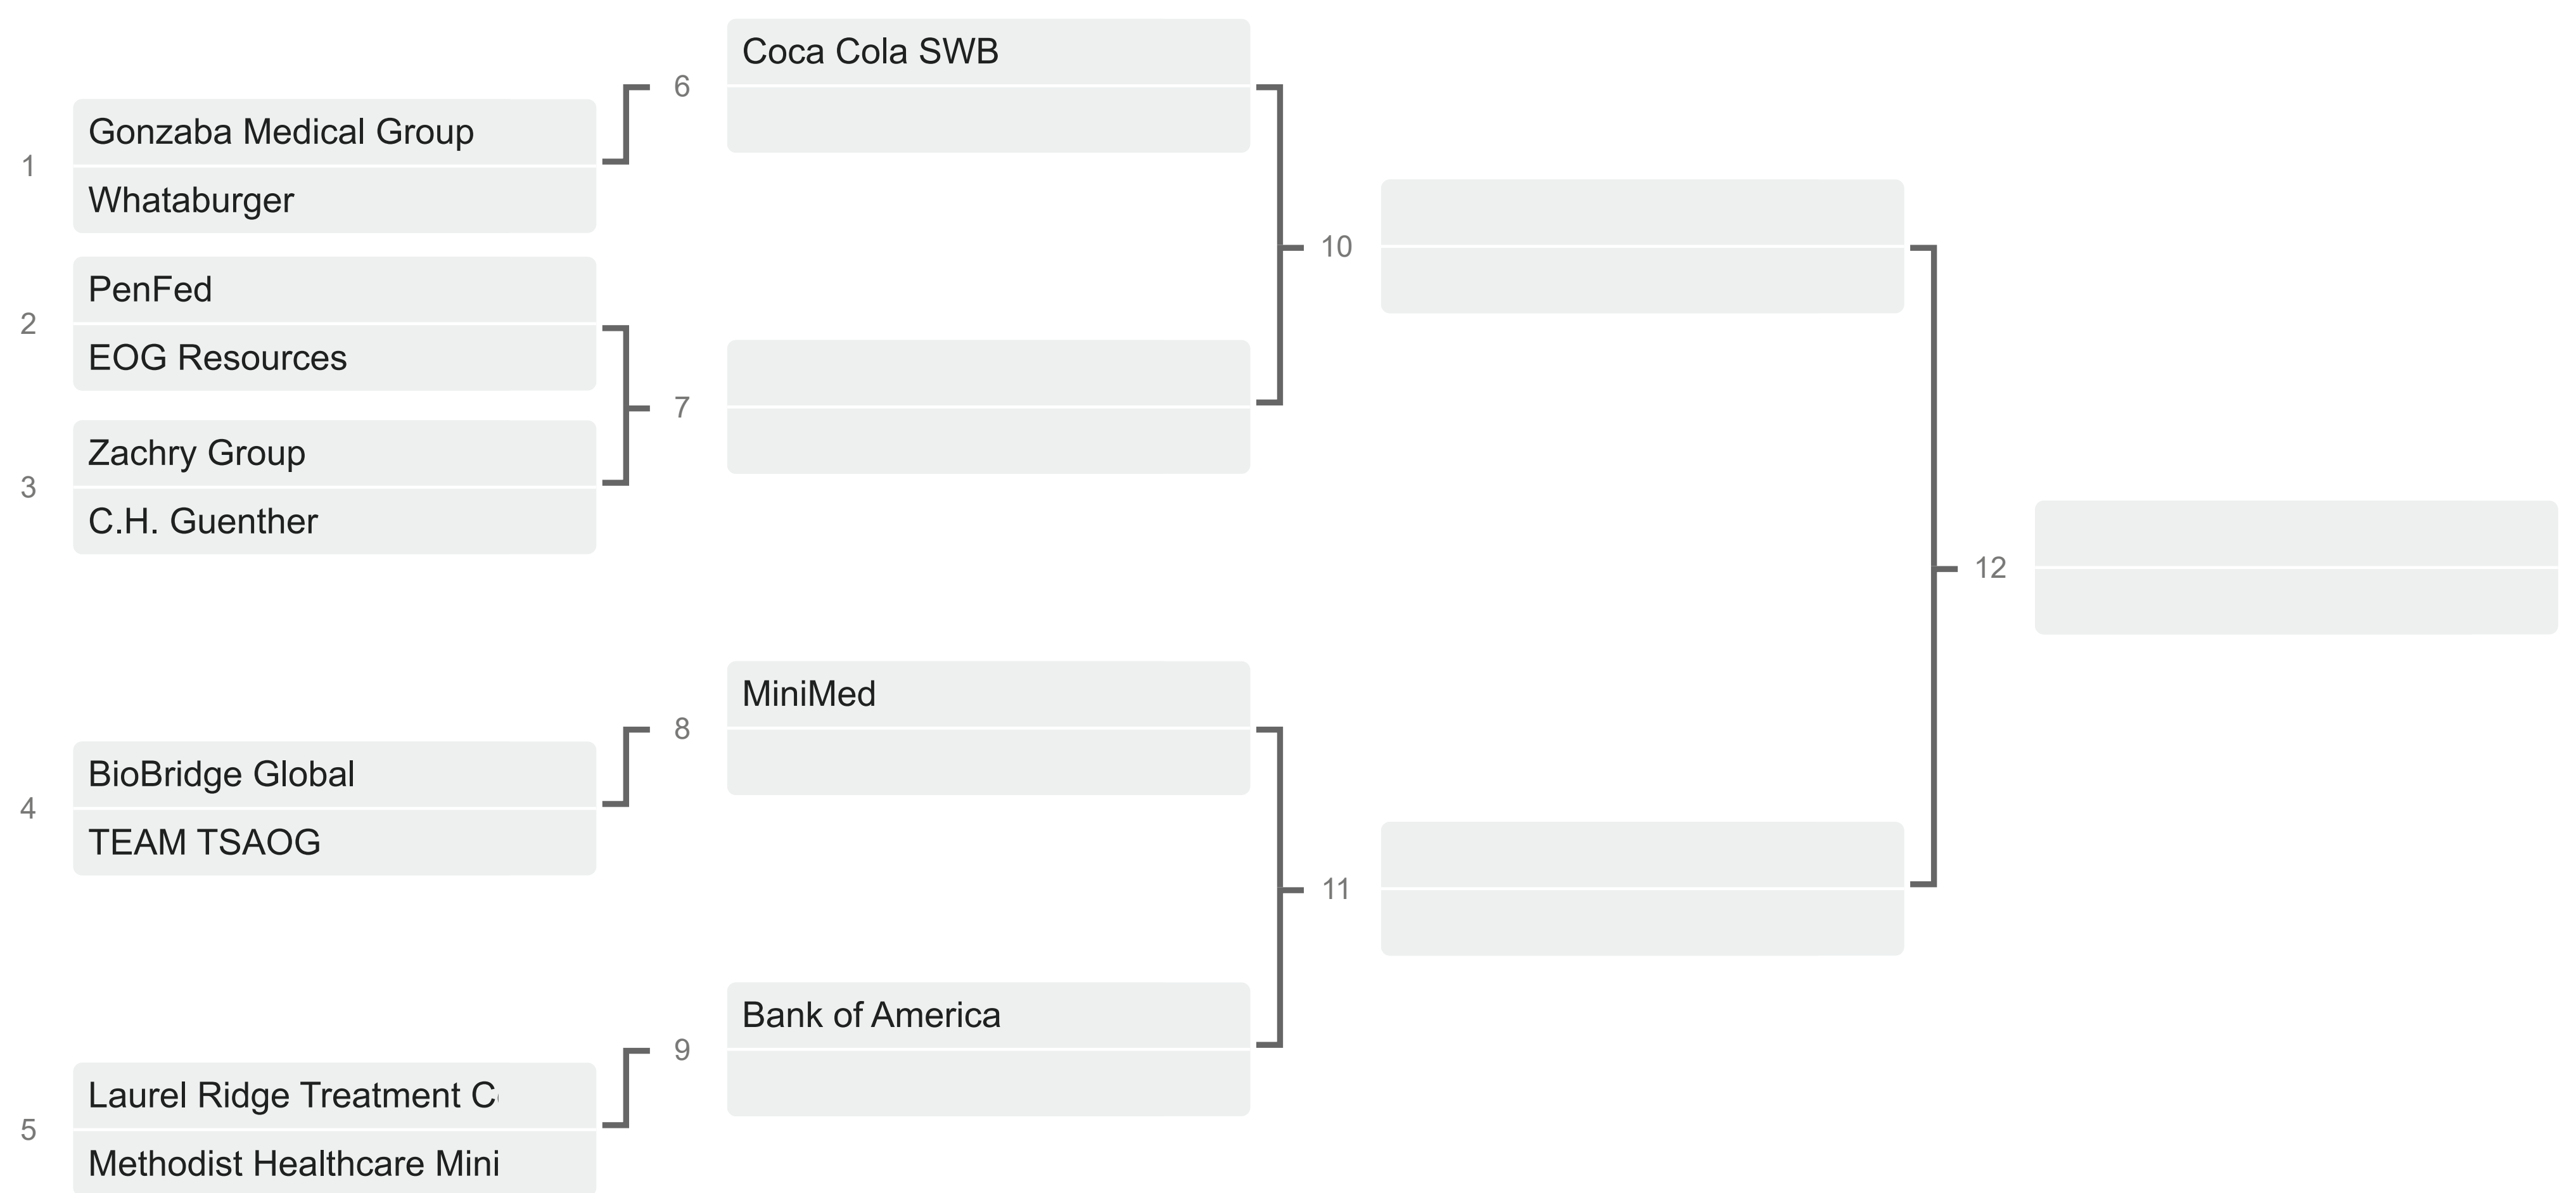 Coca Cola SWB
6
Gonzaba Medical Group
1
Whataburger
10
PenFed
2
EOG Resources
7
Zachry Group
3
C.H. Guenther
12
MiniMed
8
BioBridge Global
4
TEAM TSAOG
11
Bank of America
9
Laurel Ridge Treatment
5
Methodist Healthcare Mini